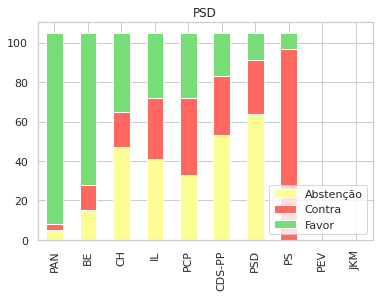 PSD
100
80
60
40
20
0
Abstenção
Contra
Favor
PAN
BE
CH
IL
PCP
CDS-PP
PSD
PS
PEV
JKM